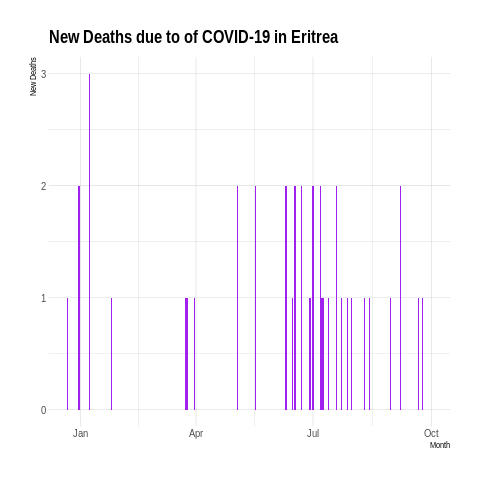 New Deaths due to of COVID-19 in Eritrea
New Deaths
3
2
1
0
Jan Apr Jul Oct
Month